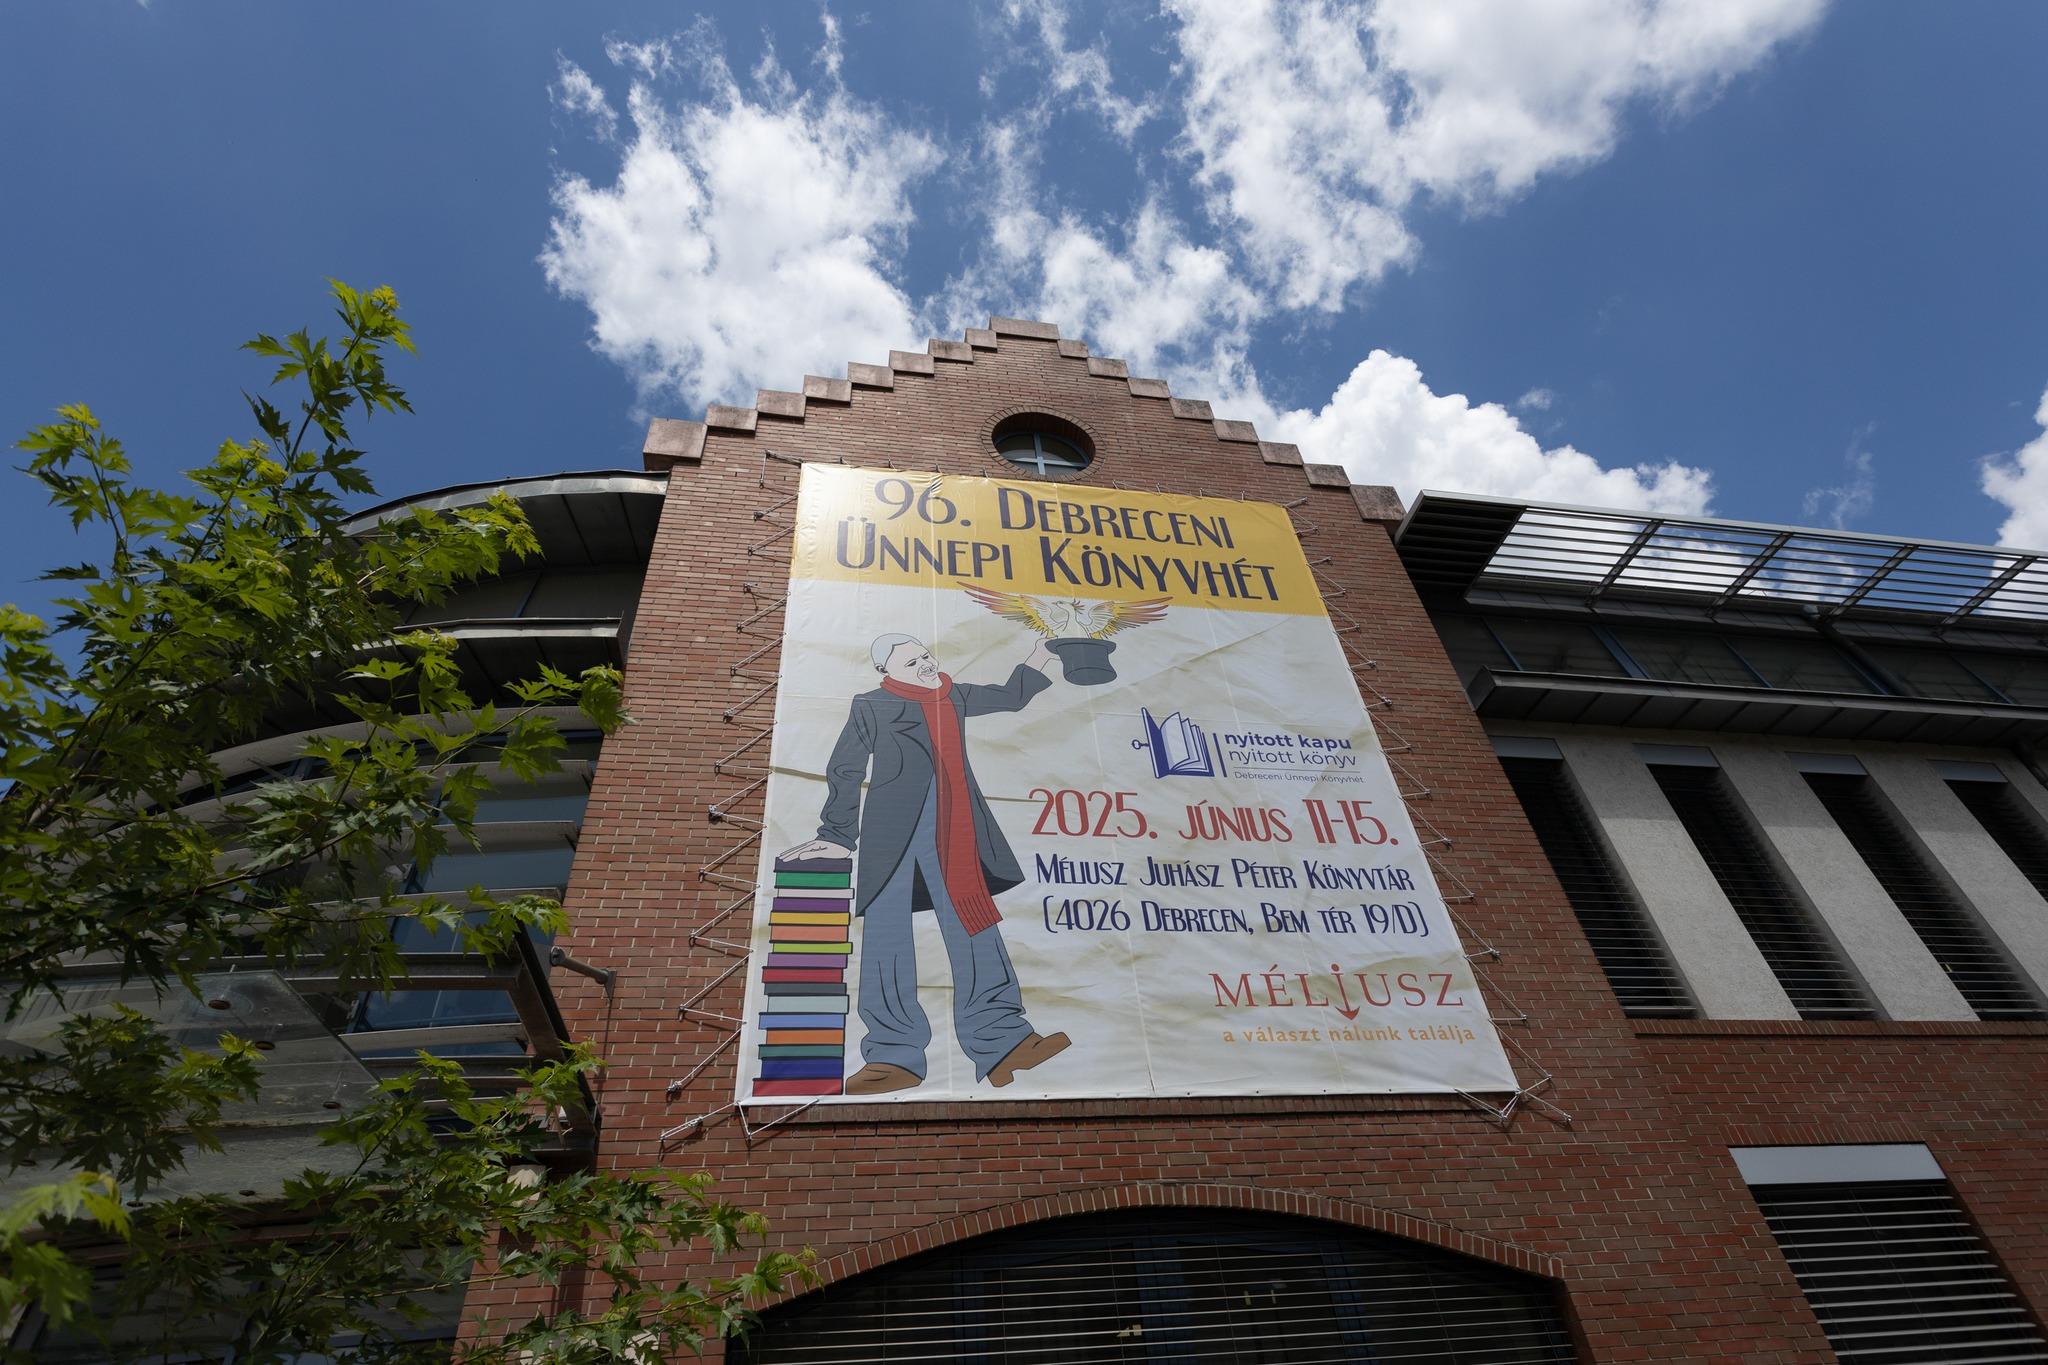 96. Debreceni
Ünnepi Könyvhét
nyitott kapu
nyitott könyv
Debreceni Ünnepi Könyvhét
2025. június 11-15.
Méliusz Juhász Péter Könyvtár
(4026 Debrecen, Bem tér 19/D)
MÉLIUSZ
a választ nálunk találja